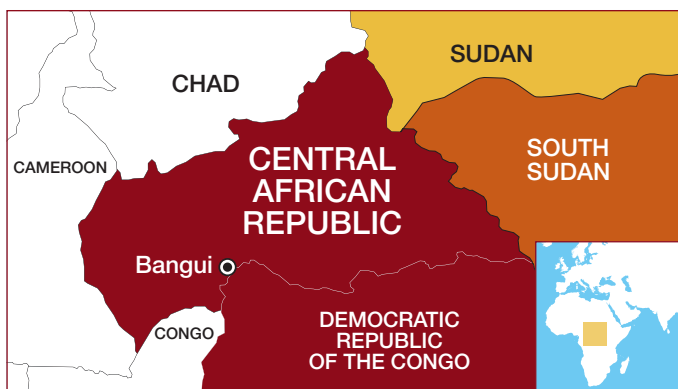 SUDAN
CHAD
CENTRAL
AFRICAN
REPUBLIC
SOUTH
SUDAN
CAMEROON
Bangui
CONGO
DEMOCRATIC
REPUBLIC
OF THE CONGO